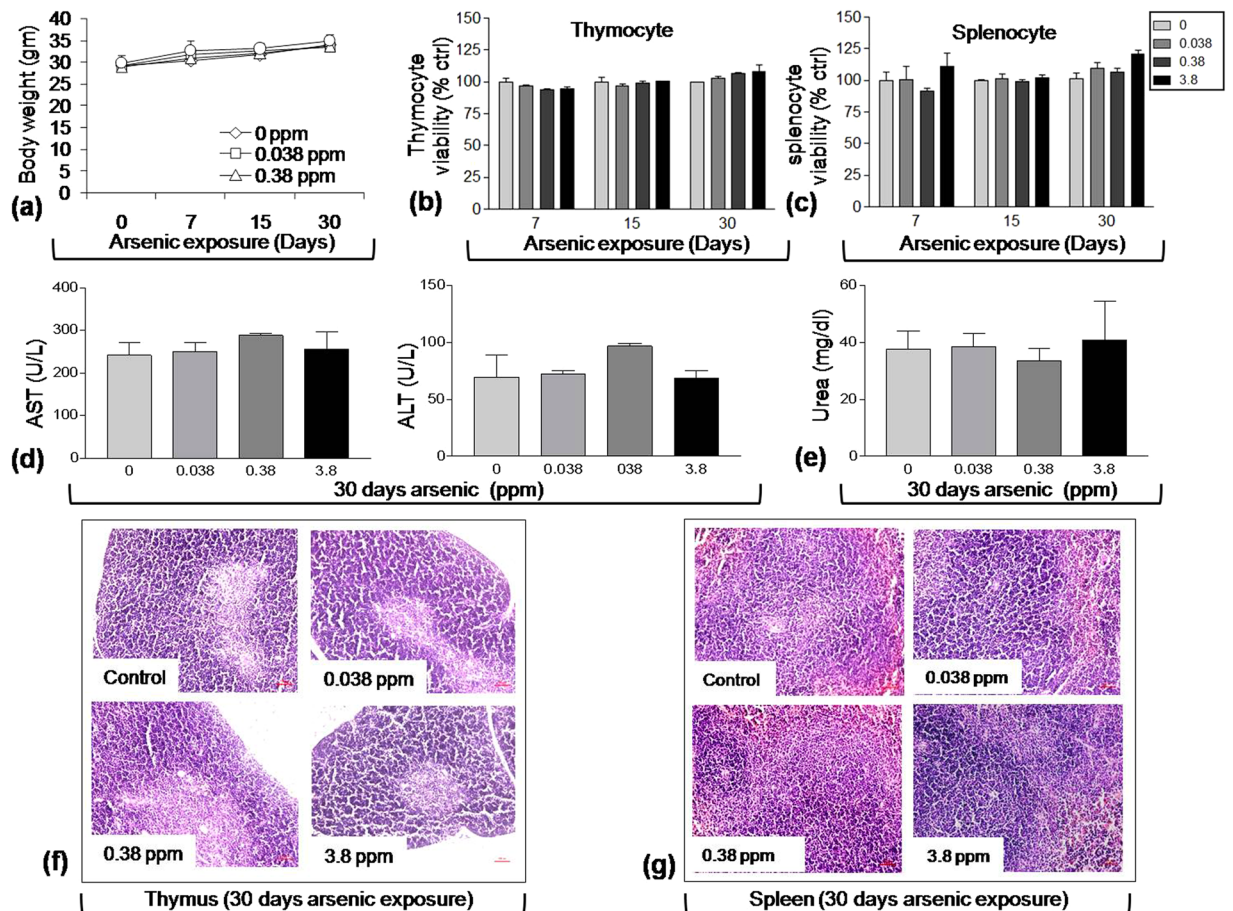 40
35
30
25
20
15
10
5
0
Body weight (gm)
0 ppm
0.038 ppm
0.38 ppm
0 7 15 30
Arsenic exposure (Days)
(a)
Thymocyte
150
125
100
75
50
25
0
Thymocyte
viability (% ctrl)
7 15 30
Arsenic exposure (Days)
(b)
Splenocyte
150
125
100
75
50
25
0
splenocyte
viability (% ctrl)
7 15 30
Arsenic exposure (Days)
(c)
0
0.038
0.38
3.8
400
300
200
100
0
AST (U/L)
0 0.038 0.38 3.8
(d)
150
100
50
0
ALT (U/L)
0 0.038 038 3.8
30 days arsenic (ppm)
60
40
20
0
Urea (mg/dl)
0 0.038 0.38 3.8
(e)
30 days arsenic (ppm)
Control
0.038 ppm
0.38 ppm
3.8 ppm
(f)
Thymus (30 days arsenic exposure)
Control
0.038 ppm
0.38 ppm
3.8 ppm
(g)
Spleen (30 days arsenic exposure)